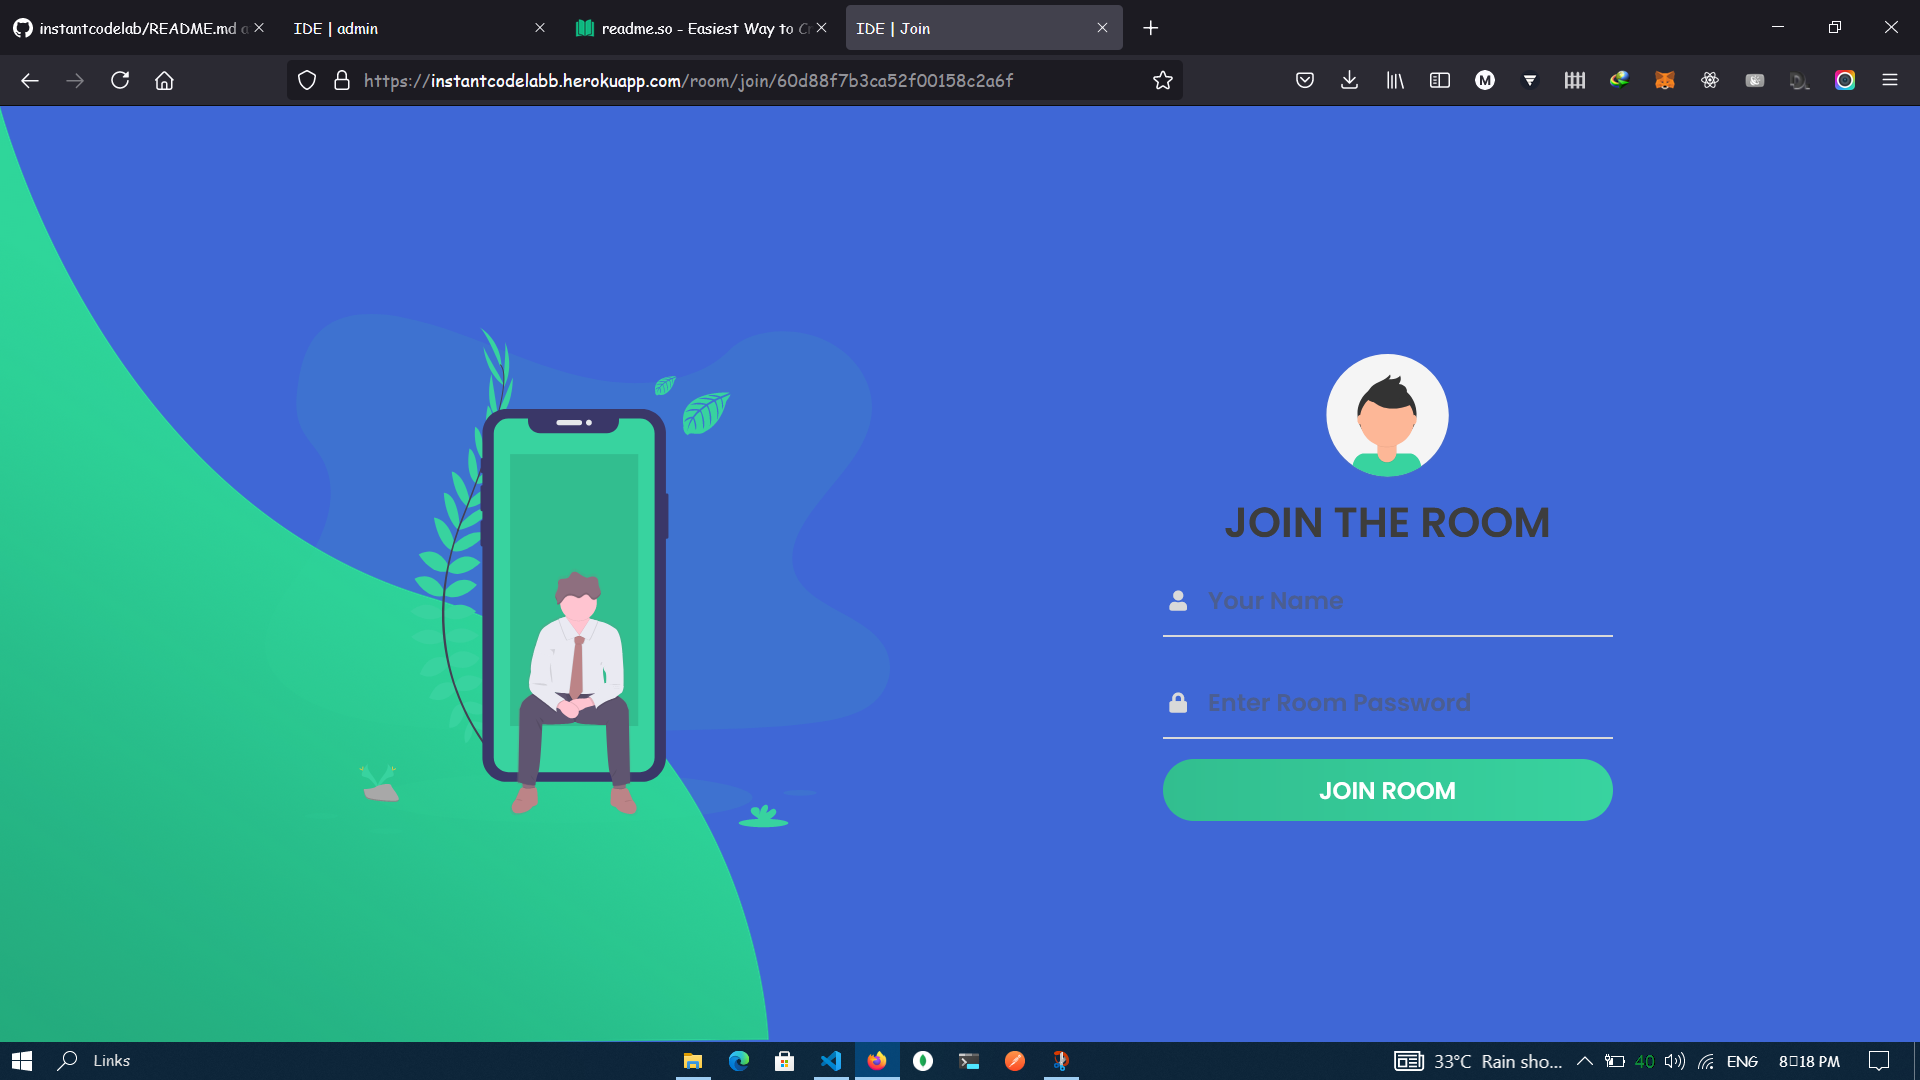 instantcodelab/README.md a
IDE | admin
readme.so - Easiest Way to Cr
IDE | Join
https://instantcodelabb.herokuapp.com/room/join/60d88f7b3ca52f00158c2a6f
M
JOIN THE ROOM
Your Name
Enter Room Password
JOIN ROOM
Links
33°C Rain sho...
40
ENG
8▯18 PM